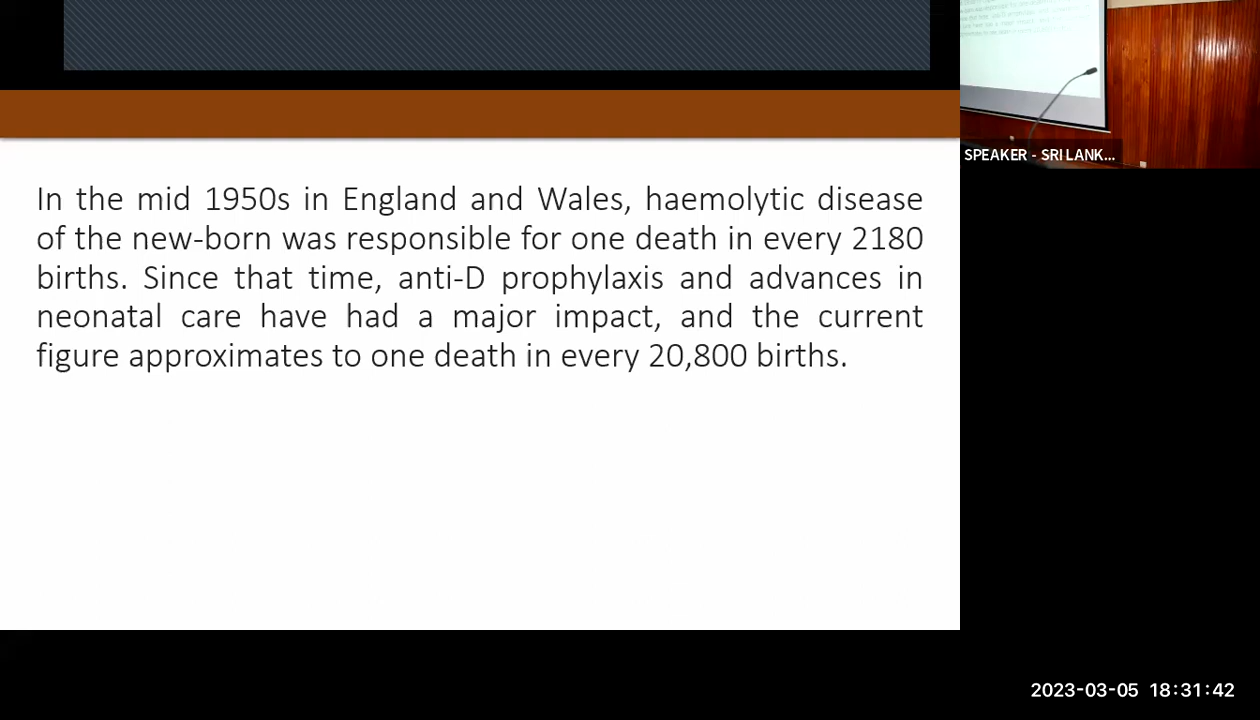 In the mid 1950s in England and Wales, haemolytic disease
of the new-born was responsible for one death in every 2180
births. Since that time, anti-D prophylaxis and advances in
neonatal care have had a major impact, and the current
figure approximates to one death in every 20,800 births.
SPEAKER - SRI LANK...
2023-03-05 18:31:42